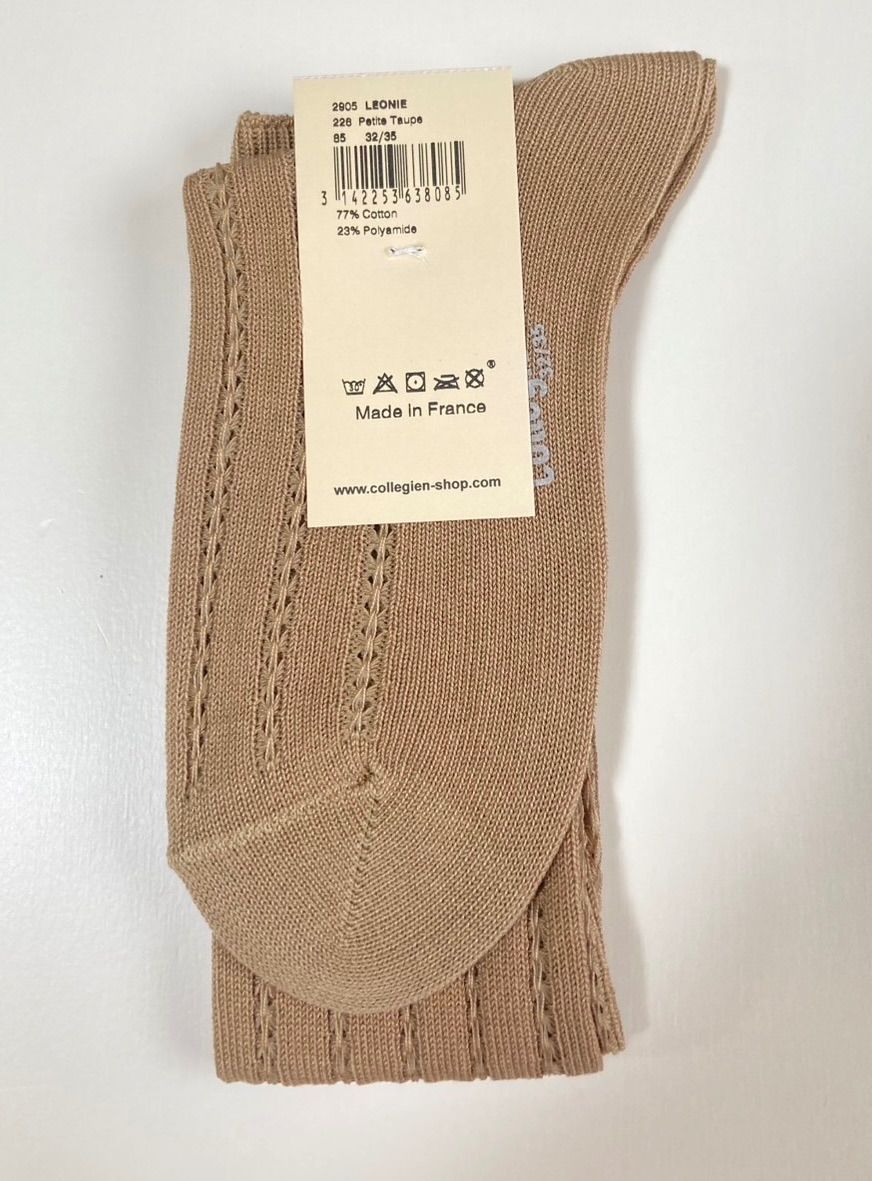 2905 LEONIE
226 Petite Taupe
85 32/35
3 142253 638085
77% Cotton
23% Polyamide
®
Made in France
www.collegien-shop.com